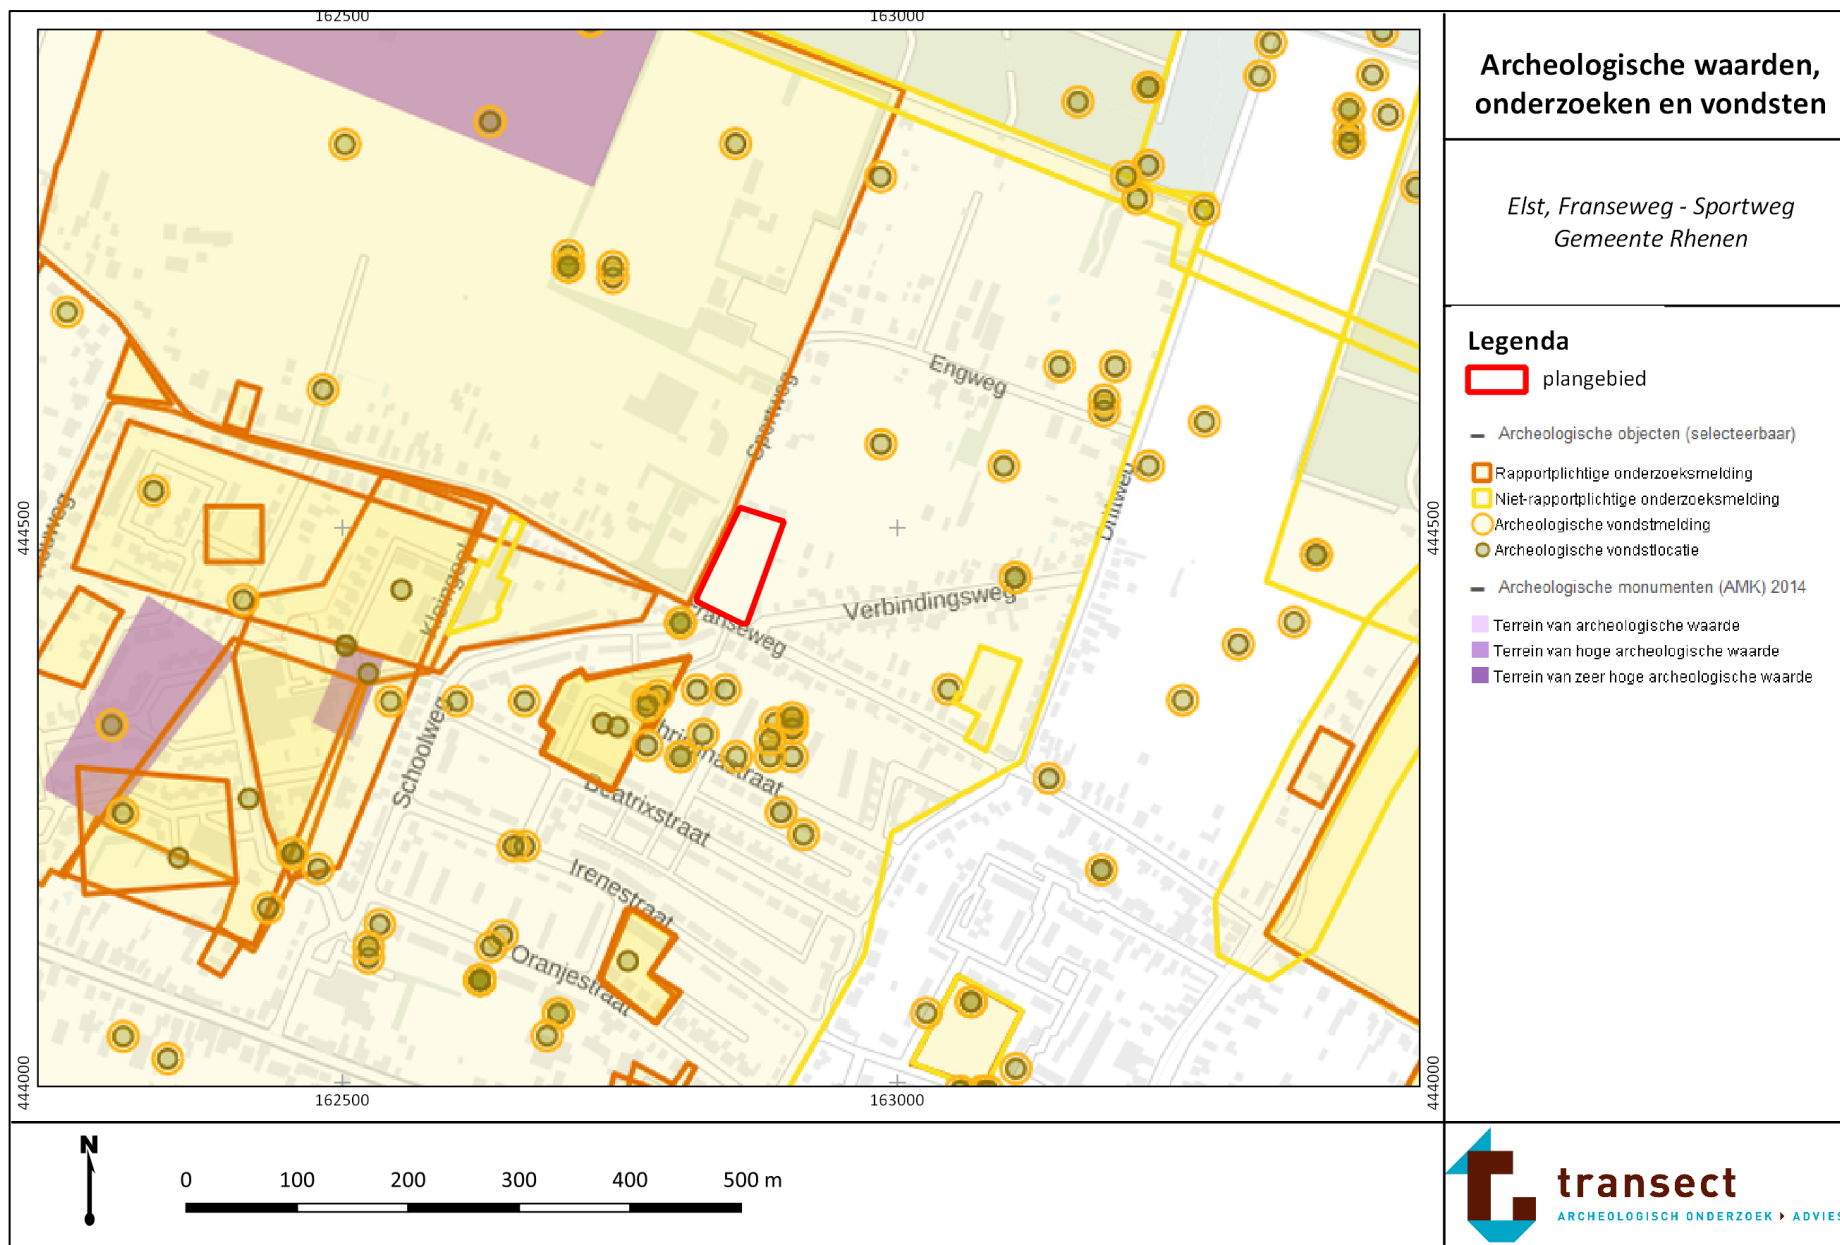 162500
163000
Archeologische waarden,
onderzoeken en vondsten
Elst, Franseweg - Sportweg
Gemeente Rhenen
Legenda
plangebied
Archeologische objecten (selecteerbaar)
Rapportplichtige onderzoeksmelding
Niet-rapportplichtige onderzoeksmelding
Archeologische vondstmelding
Archeologische vondstlocatie
Archeologische monumenten (AMK) 2014
Terrein van archeologische waarde
Terrein van hoge archeologische waarde
Terrein van zeer hoge archeologische waarde
Engweg
Sportweg
444500
444500
Verbindingsweg
Schoolweg
Beatrixstraat
Irenestraat
Oranjestraat
444000
444000
162500
163000
N
0 100 200 300 400 500 m
transect
ARCHEOLOGISCH ONDERZOEK ADVIES